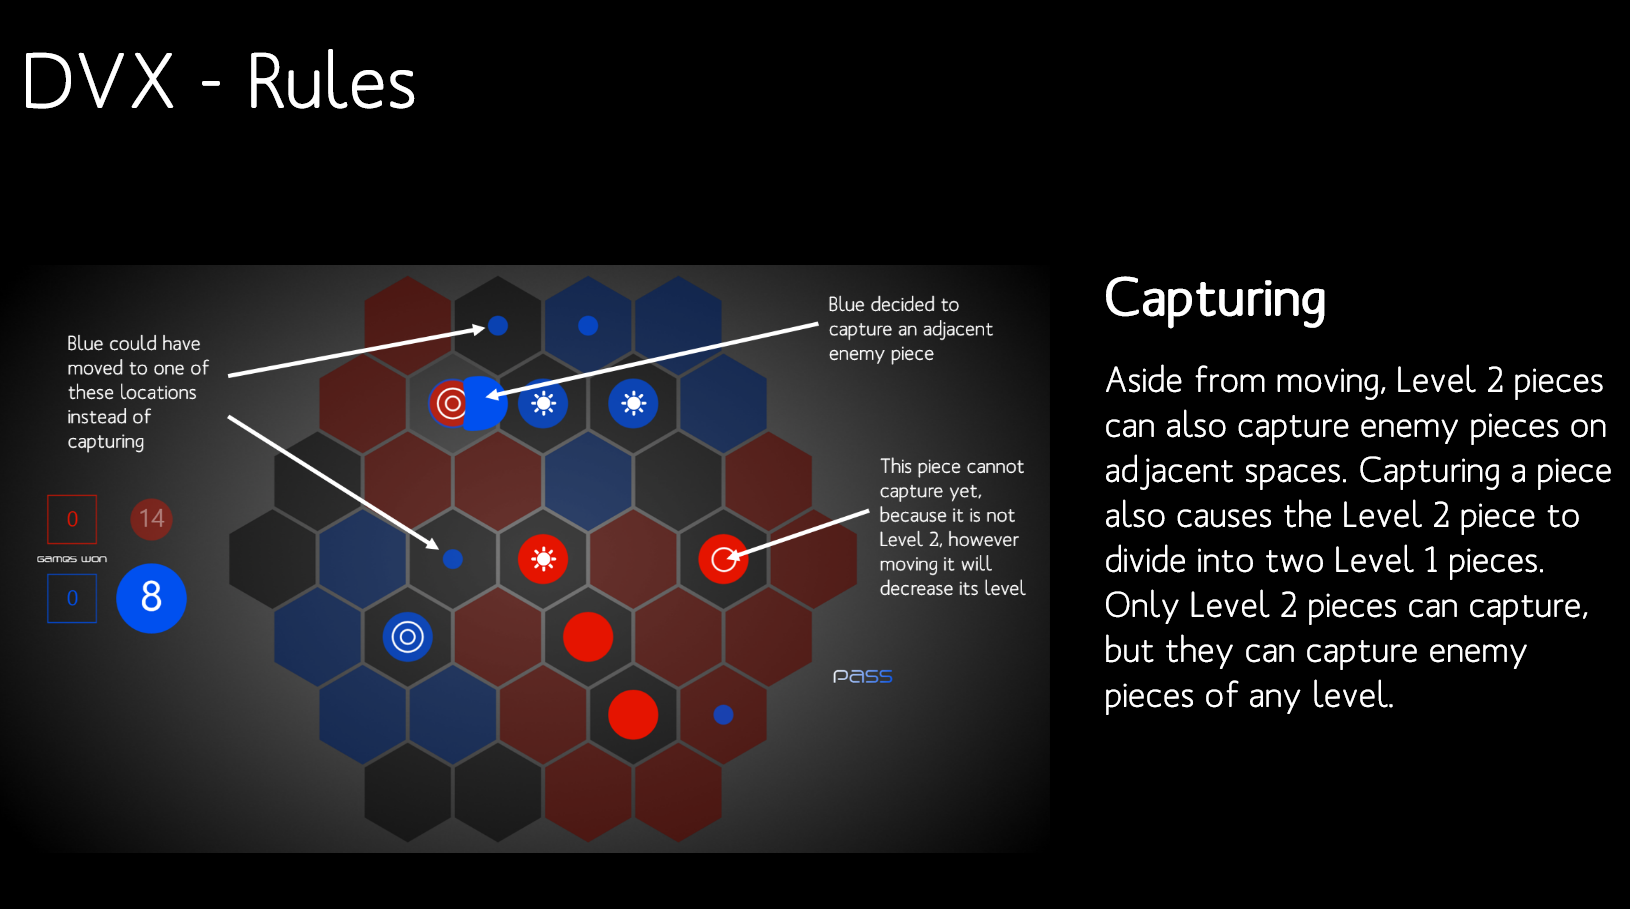 DVX - Rules
Blue could have
moved to one of
these locations
instead of
capturing
Blue decided to
capture an adjacent
enemy piece
This piece cannot
capture yet,
because it is not
Level 2, however
moving it will
decrease its level
0
14
Games won
0
8
Pass
Capturing
Aside from moving, Level 2 pieces
can also capture enemy pieces on
adjacent spaces. Capturing a piece
also causes the Level 2 piece to
divide into two Level 1 pieces.
Only Level 2 pieces can capture,
but they can capture enemy
pieces of any level.